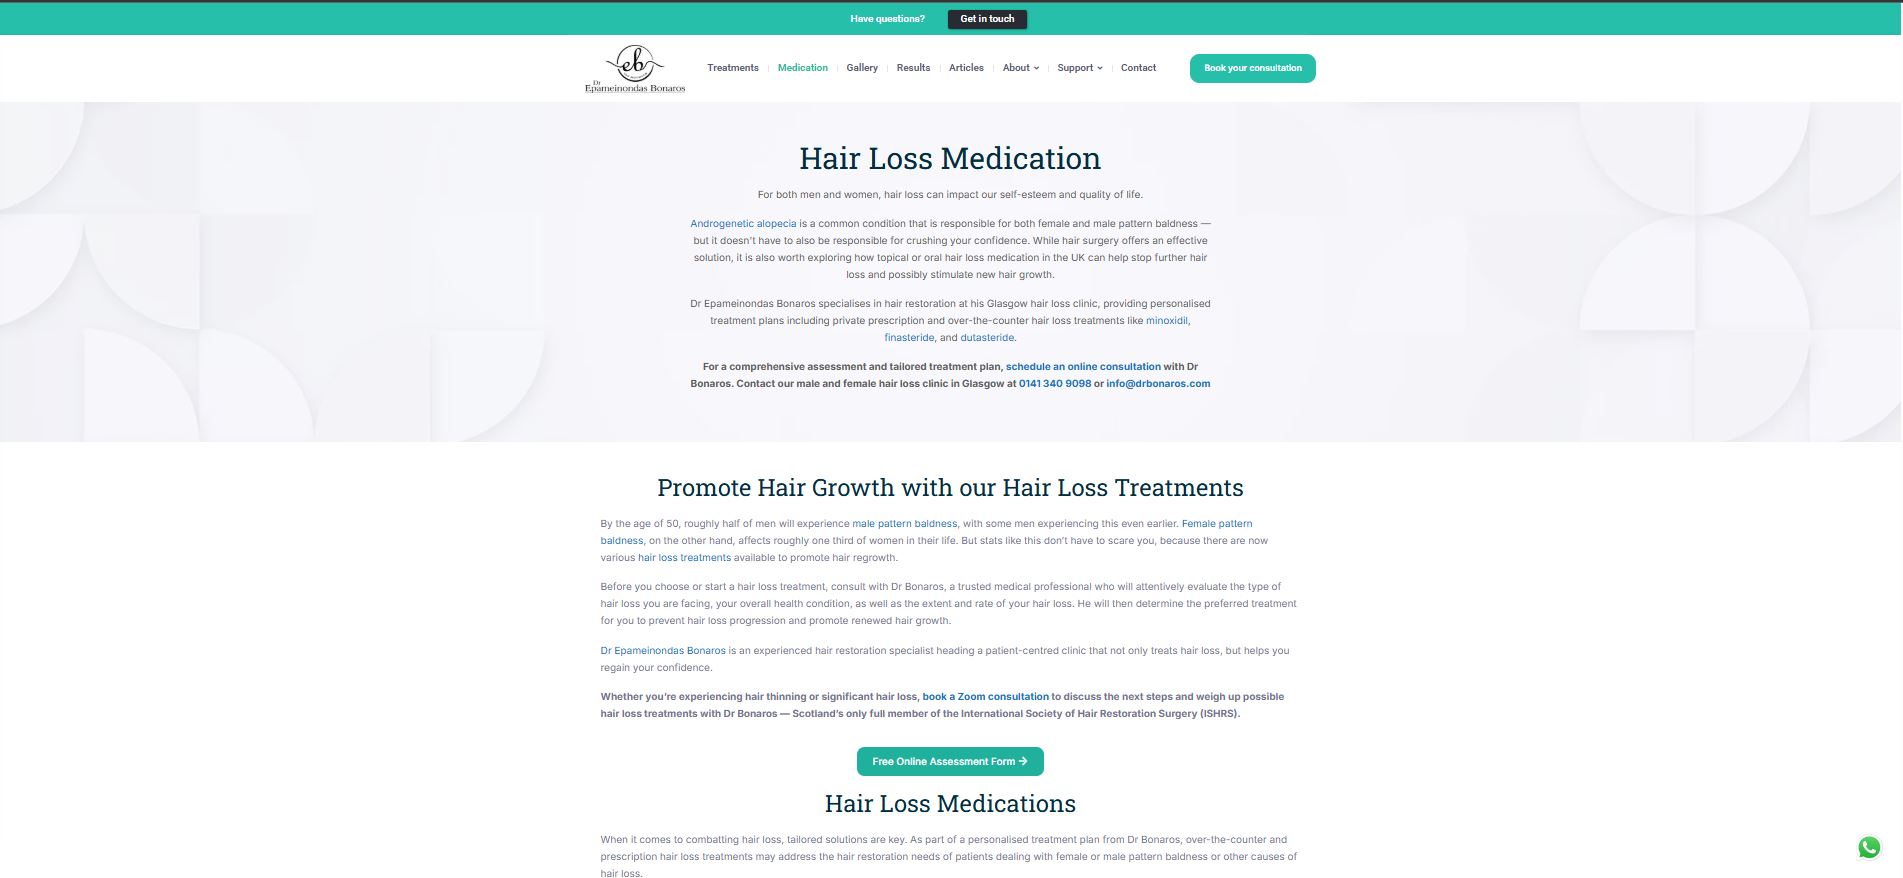 Have questions? Get in touch
eb
Dr
Epameinondas Bonaros
Treatments Medication Gallery Results Articles About Support Contact Book your consultation
Hair Loss Medication
For both men and women, hair loss can impact our self-esteem and quality of life.
Androgenetic alopecia is a common condition that is responsible for both female and male pattern baldness —
but it doesn't have to also be responsible for crushing your confidence. While hair surgery offers an effective
solution, it is also worth exploring how topical or oral hair loss medication in the UK can help stop further hair
loss and possibly stimulate new hair growth.
Dr Epameinondas Bonaros specialises in hair restoration at his Glasgow hair loss clinic, providing personalised
treatment plans including private prescription and over-the-counter hair loss treatments like minoxidil,
finasteride, and dutasteride.
For a comprehensive assessment and tailored treatment plan, schedule an online consultation with Dr
Bonaros. Contact our male and female hair loss clinic in Glasgow at 0141 340 9098 or info@drbonaros.com
Promote Hair Growth with our Hair Loss Treatments
By the age of 50, roughly half of men will experience male pattern baldness, with some men experiencing this even earlier. Female pattern
baldness, on the other hand, affects roughly one third of women in their life. But stats like this don't have to scare you, because there are now
various hair loss treatments available to promote hair regrowth.
Before you choose or start a hair loss treatment, consult with Dr Bonaros, a trusted medical professional who will attentively evaluate the type of
hair loss you are facing, your overall health condition, as well as the extent and rate of your hair loss. He will then determine the preferred treatment
for you to prevent hair loss progression and promote renewed hair growth.
Dr Epameinondas Bonaros is an experienced hair restoration specialist heading a patient-centred clinic that not only treats hair loss, but helps you
regain your confidence.
Whether you're experiencing hair thinning or significant hair loss, book a Zoom consultation to discuss the next steps and weigh up possible
hair loss treatments with Dr Bonaros — Scotland's only full member of the International Society of Hair Restoration Surgery (ISHRS).
Free Online Assessment Form →
Hair Loss Medications
When it comes to combatting hair loss, tailored solutions are key. As part of a personalised treatment plan from Dr Bonaros, over-the-counter and
prescription hair loss treatments may address the hair restoration needs of patients dealing with female or male pattern baldness or other causes of
hair loss.